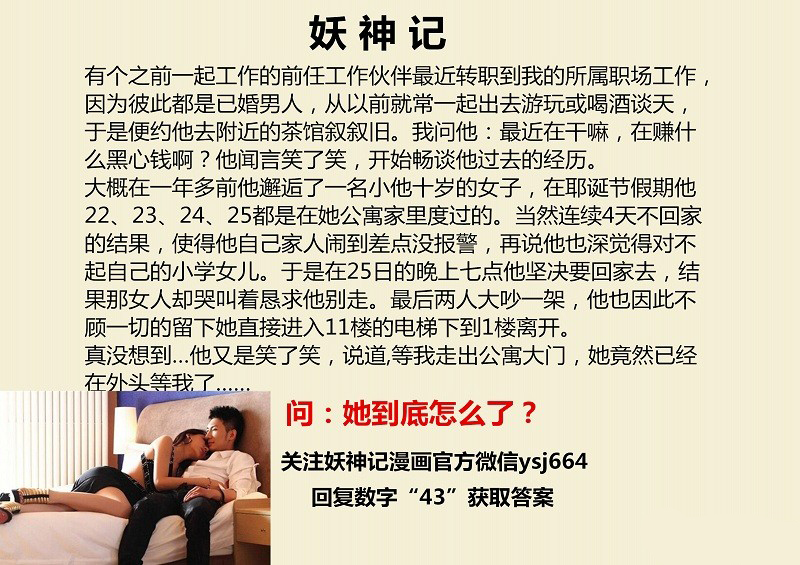 妖神记
有个之前一起工作的前任工作伙伴最近转职到我的所属职场工作，
因为彼此都是已婚男人，从以前就常一起出去游玩或喝酒谈天，
于是便约他去附近的茶馆叙叙旧。我问他：最近在干嘛，在赚什
么黑心钱啊？他闻言笑了笑，开始畅谈他过去的经历。
大概在一年多前他邂逅了一名小他十岁的女子，在耶诞节假期他
22、23、24、25都是在她公寓家里度过的。当然连续4天不回家
的结果，使得他自己家人闹到差点没报警，再说他也深觉得对不
起自己的小学女儿。于是在25日的晚上七点他坚决要回家去，结
果那女人却哭叫着恳求他别走。最后两人大吵一架，他也因此不
顾一切的留下她直接进入11楼的电梯下到1楼离开。
真没想到...他又是笑了笑，说道,等我走出公寓大门，她竟然已经
在外头等我了......
问：她到底怎么了？
关注妖神记漫画官方微信ysj664
回复数字“43”获取答案